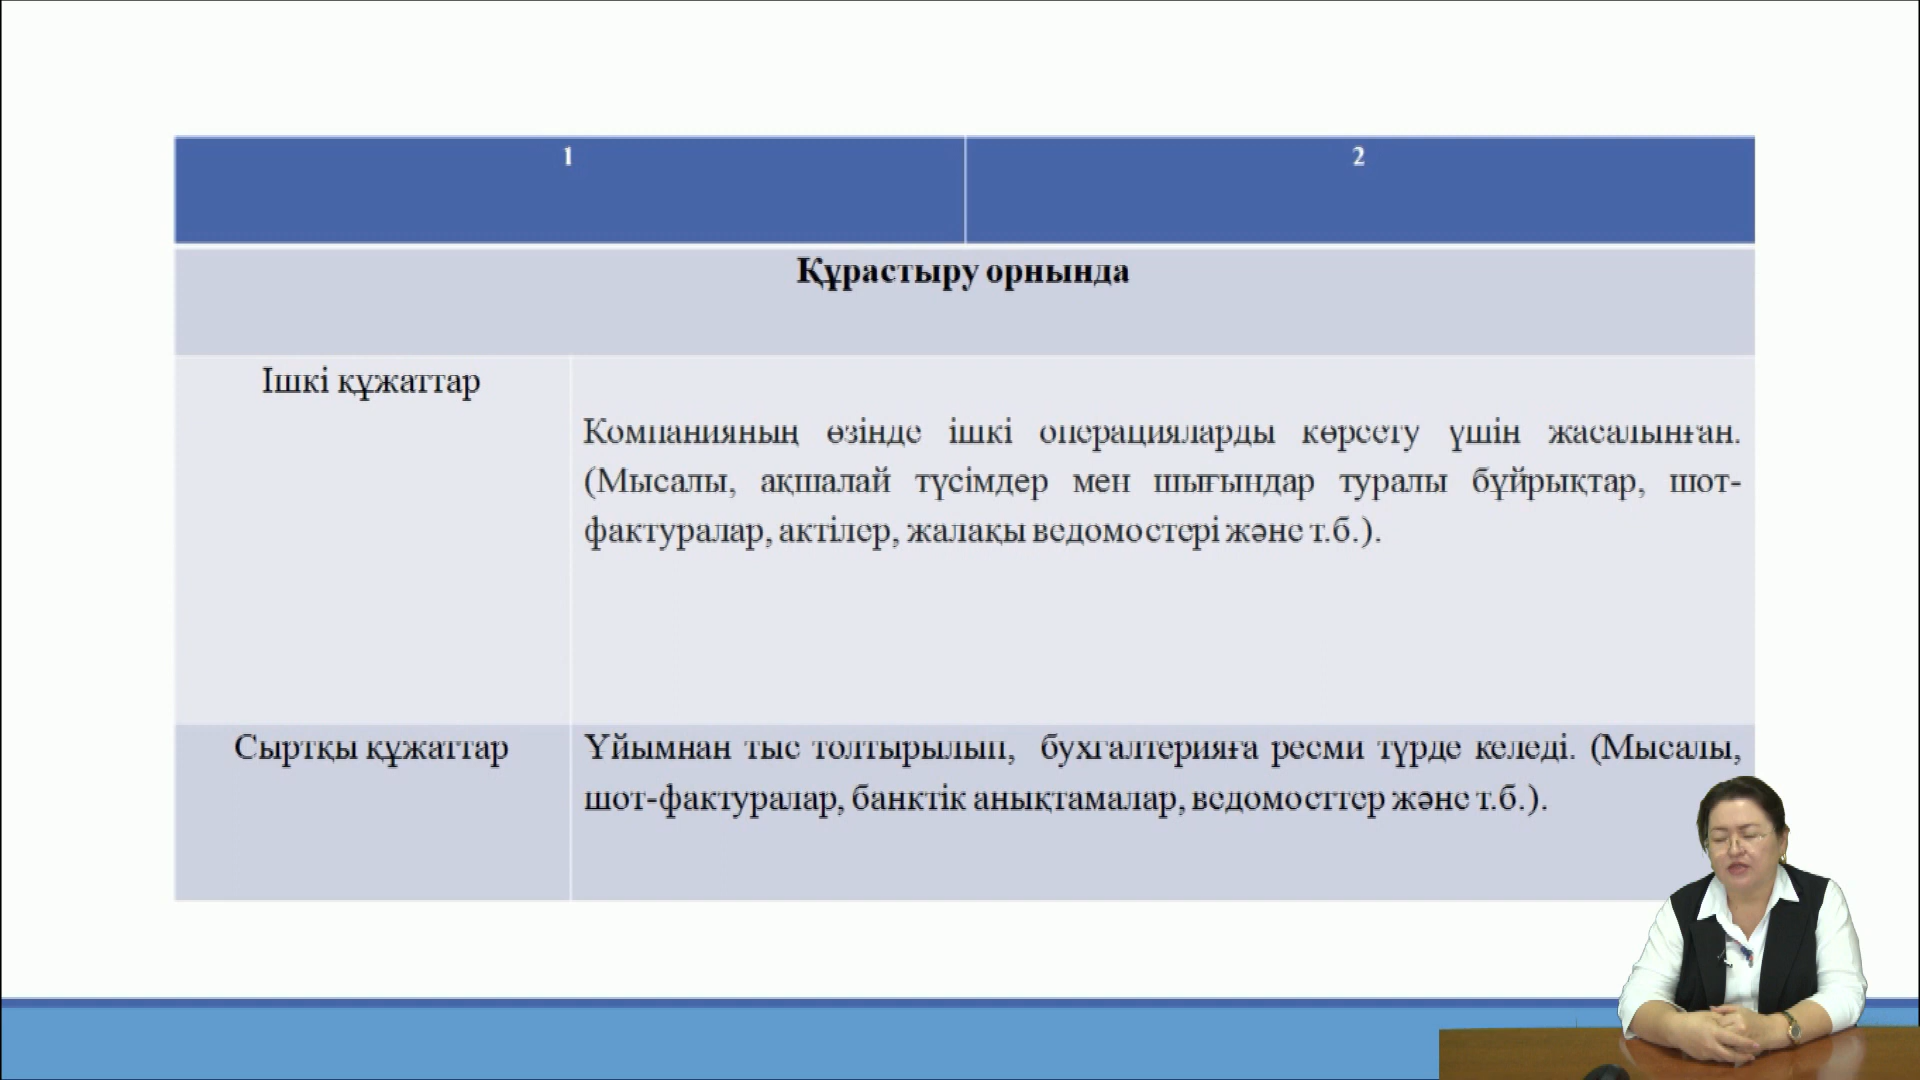 1
2
Құрастыру орнында
Ішкі құжаттар
Компанияның өзінде ішкі операцияларды көрсету үшін жасалынған.
(Мысалы, ақшалай түсімдер мен шығындар туралы бұйрықтар, шот-
фактуралар, актілер, жалақы ведомостері және т.б.).
Сыртқы құжаттар
Ұйымнан тыс толтырылып, бухгалтерияға ресми түрде келеді. (Мысалы,
шот-фактуралар, банктік анықтамалар, ведомосттер және т.б.).